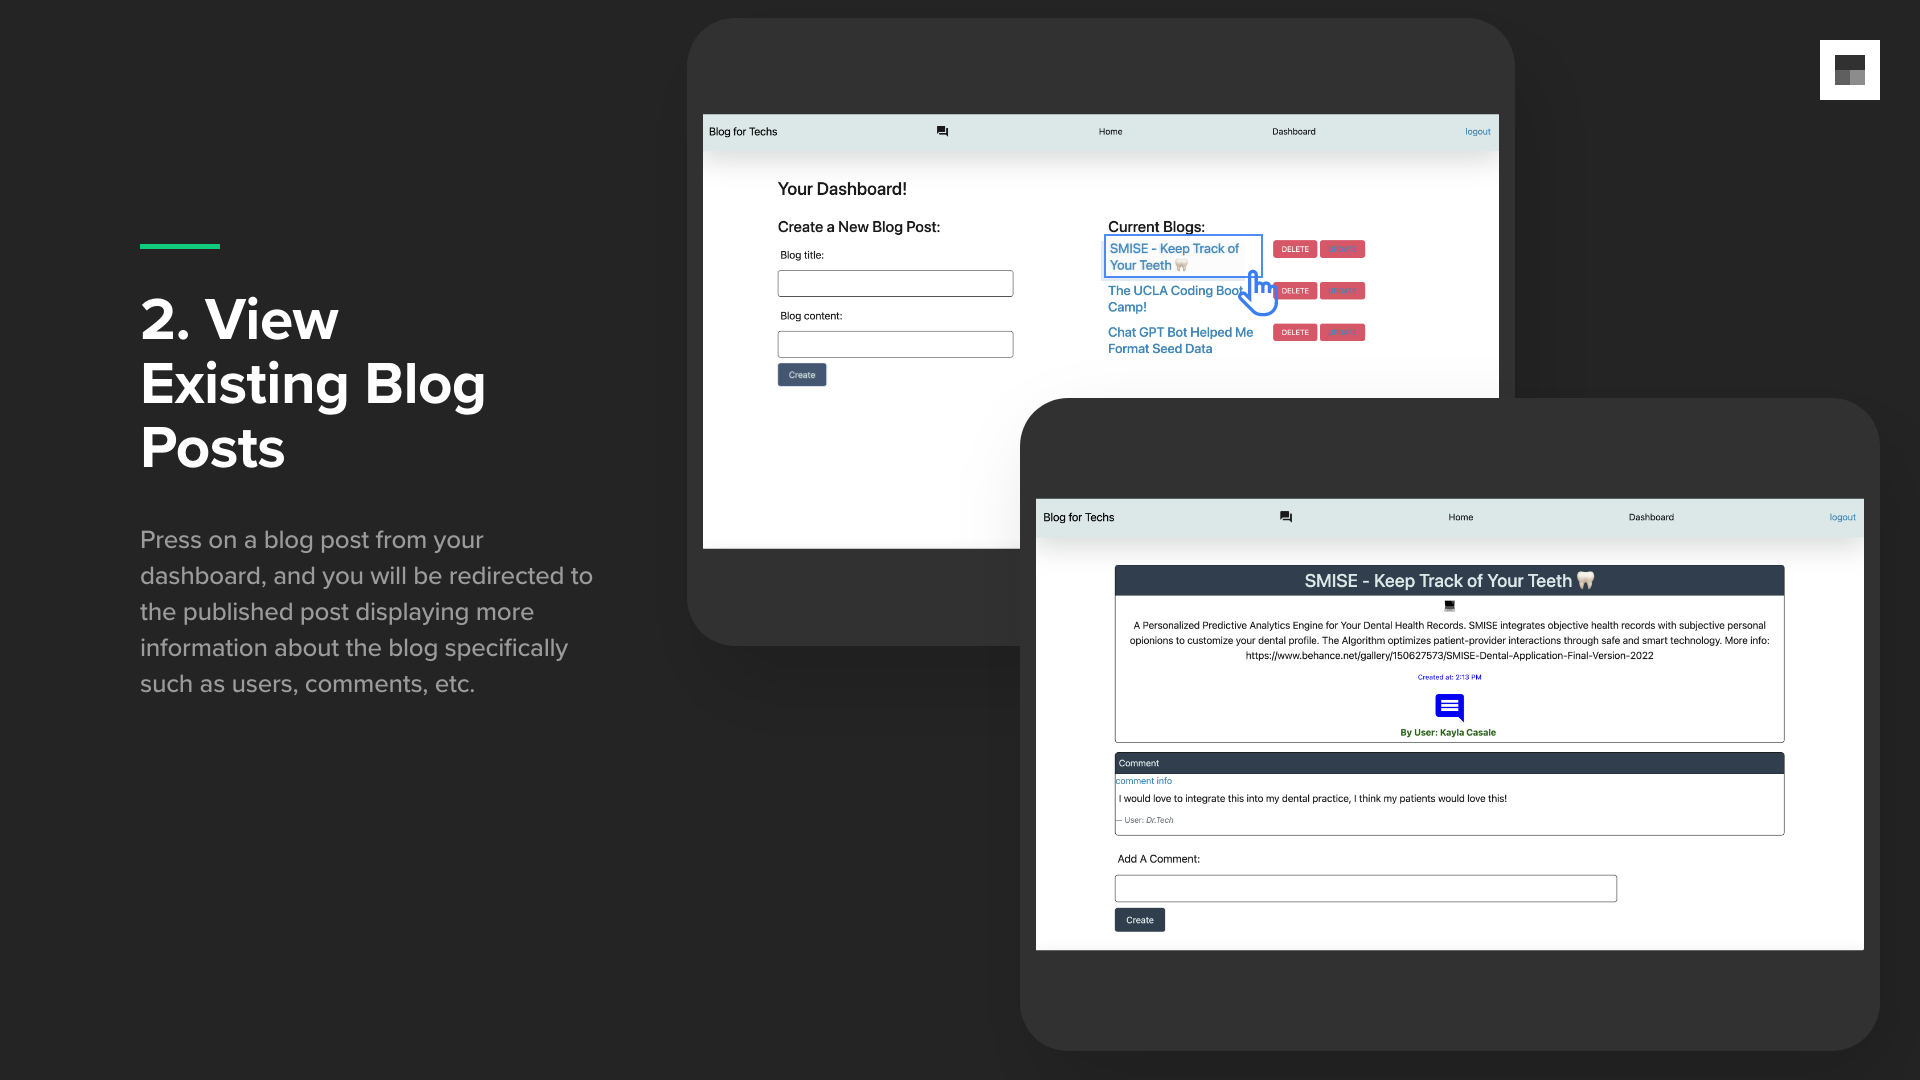 2. View
Existing Blog
Posts
Press on a blog post from your
dashboard, and you will be redirected to
the published post displaying more
information about the blog specifically
such as users, comments, etc.
Blog for Techs
Home
Dashboard
logout
Your Dashboard!
Create a New Blog Post:
Blog title:
Blog content:
Create
Current Blogs:
SMISE - Keep Track of
Your Teeth 🦷
DELETE
The UCLA Coding Boot
Camp!
DELETE
Chat GPT Bot Helped Me
Format Seed Data
DELETE
Blog for Techs
Home
Dashboard
logout
SMISE - Keep Track of Your Teeth 🦷
A Personalized Predictive Analytics Engine for Your Dental Health Records. SMISE integrates objective health records with subjective personal
opionions to customize your dental profile. The Algorithm optimizes patient-provider interactions through safe and smart technology. More info:
https://www.behance.net/gallery/150627573/SMISE-Dental-Application-Final-Version-2022
Created at: 2:13 PM
By User: Kayla Casale
Comment
comment info
I would love to integrate this into my dental practice, I think my patients would love this!
— User: Dr.Tech
Add A Comment:
Create